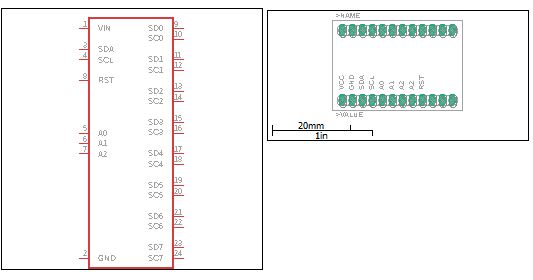 1 VIN SD0 9
SC0 10
3 SDA SD1 11
4 SCL SC1 12
8 RST SD2 13
SC2 14
SD3 15
5 A0 SC3 16
6 A1
7 A2 SD4 17
SC4 18
SD5 19
SC5 20
SD6 21
SC6 22
SD7 23
2 GND SC7 24
>NAME
VCC GND SDA SCL A0 A1 A2 A2 RST
>VALUE
20mm
1in